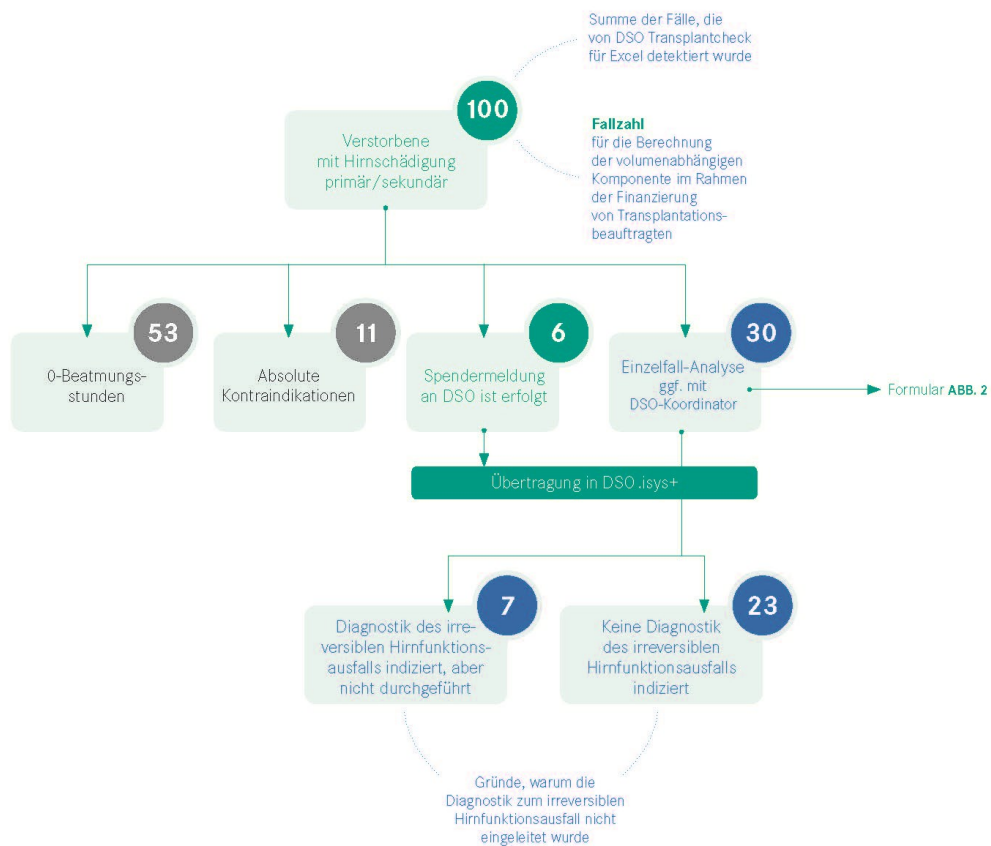 Summe der Fälle, die
von DSO Transplantcheck
für Excel detektiert wurde
100
Verstorbene
mit Hirnschädigung
primär/sekundär
Fallzahl
für die Berechnung
der volumenabhängigen
Komponente im Rahmen
der Finanzierung
von Transplantations-
beauftragten
53
0-Beatmungs-
stunden
11
Absolute
Kontraindikationen
6
Spendermeldung
an DSO ist erfolgt
30
Einzelfall-Analyse
ggf. mit
DSO-Koordinator
Formular ABB. 2
Übertragung in DSO.isys+
7
Diagnostik des irre-
versiblen Hirnfunktions-
ausfalls indiziert, aber
nicht durchgeführt
23
Keine Diagnostik
des irreversiblen
Hirnfunktionsausfalls
indiziert
Gründe, warum die
Diagnostik zum irreversiblen
Hirnfunktionsausfall nicht
eingeleitet wurde